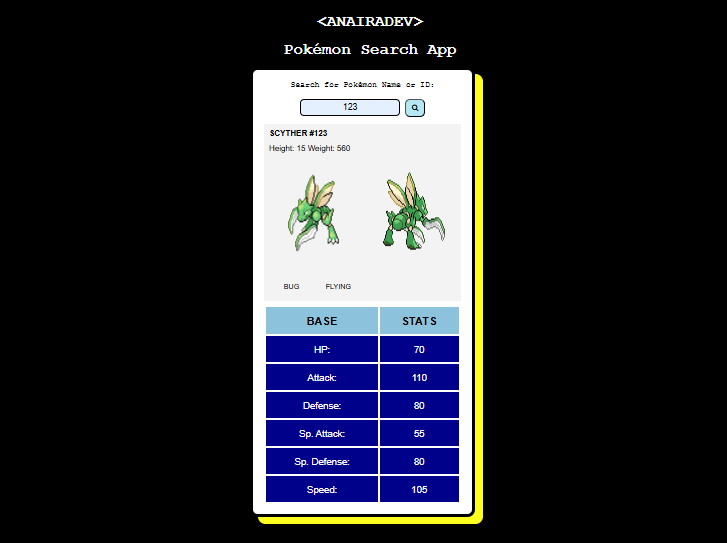 <ANAIRADEV>
Pokémon Search App
Search for Pokémon Name or ID:
123
SCYTHER #123
Height: 15 Weight: 560
BUG FLYING
BASE STATS
HP: 70
Attack: 110
Defense: 80
Sp. Attack: 55
Sp. Defense: 80
Speed: 105